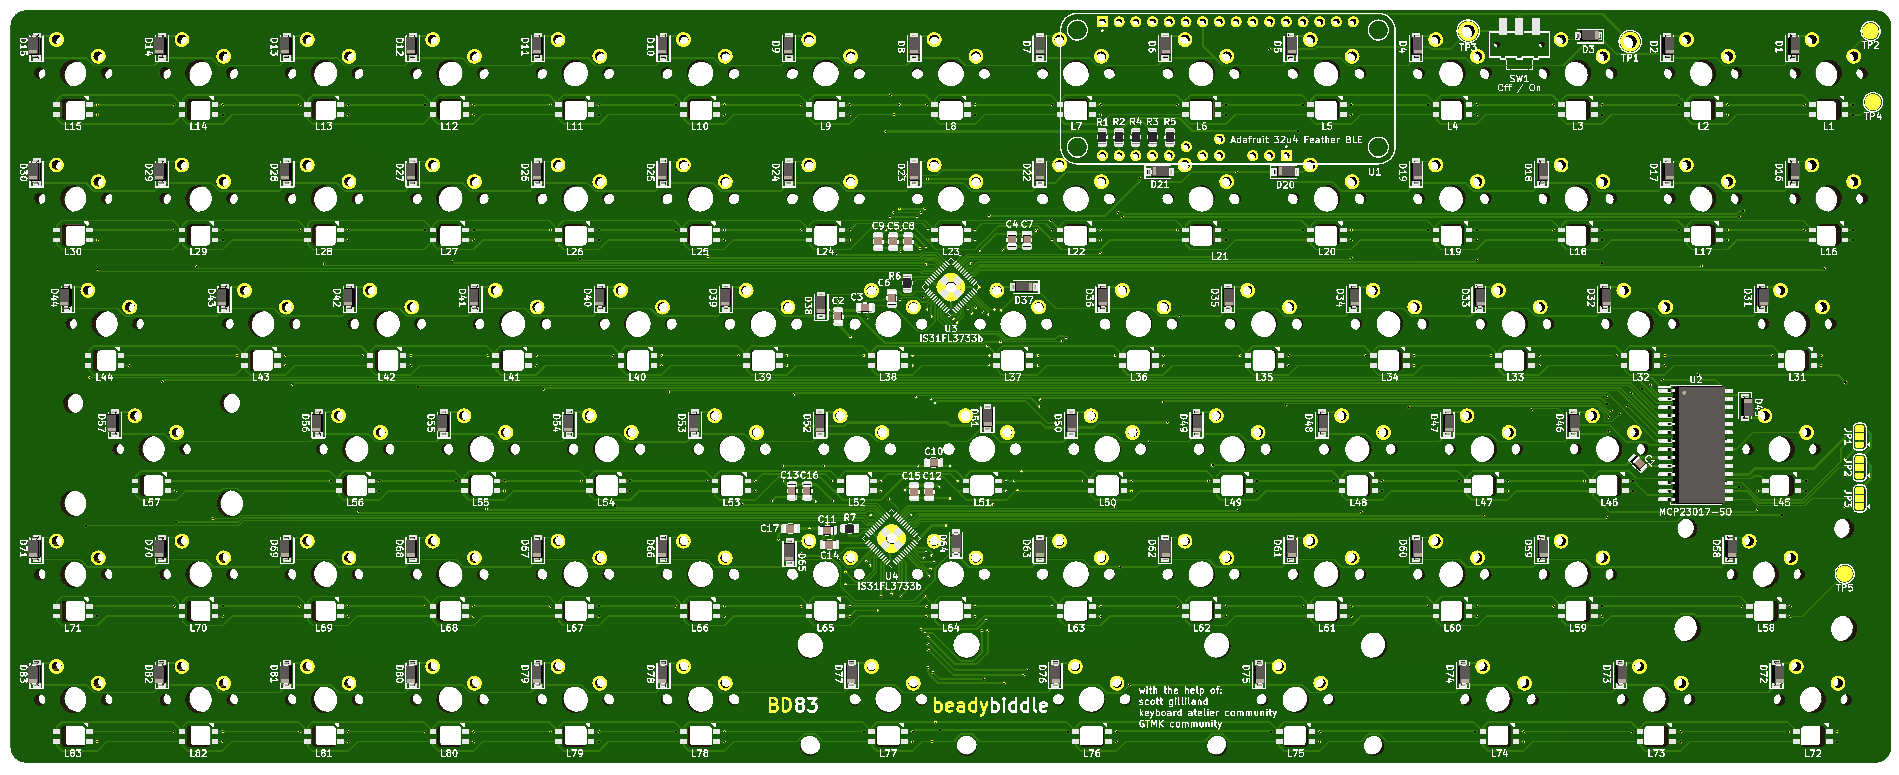 D15 D14 D13 D12 D11 D10 D9 D8 D7 D6 D5 D4 TP3 D3 TP1 D2 D1 TP2
SW1
Off / On
TP4
L15 L14 L13 L12 L11 L10 L9 L8 L7 L6 L5 L4 L3 L2 L1
R1 R2 R4 R3 R5
Adafruit 32u4 Feather BLE
U1
D30 D29 D28 D27 D26 D25 D24 D23 D22 D21 D20 D19 D18 D17 D16
C9 C5 C8 C4 C7
L30 L29 L28 L27 L26 L25 L24 L23 L22 L21 L20 L19 L18 L17 L16
R6
C6
D44 D43 D42 D41 D40 D39 D38 C2 C3 D37 D36 D35 D34 D33 D32 D31
U3
IS31FL3733b
L44 L43 L42 L41 L40 L39 L38 L37 L36 L35 L34 L33 L32 L31
U2
D57 D56 D55 D54 D53 D52 D51 D50 D49 D48 D47 D46 D45
JP1
JP2
JP3
C10 C1
C13 C16 C15 C12
L57 L56 L55 L54 L53 L52 L51 L50 L49 L48 L47 L46 L45
MCP23017-SO
C17 C11 R7
C14
D71 D70 D69 D68 D67 D66 D65 D64 D63 D62 D61 D60 D59 D58
U4
IS31FL3733b
TP5
L71 L70 L69 L68 L67 L66 L65 L64 L63 L62 L61 L60 L59 L58
D83 D82 D81 D80 D79 D78 D77 D76 D75 D74 D73 D72
BD83
beadybiddle
with the help of:
scott gilliland
keyboard atelier community
GTMK community
L83 L82 L81 L80 L79 L78 L77 L76 L75 L74 L73 L72